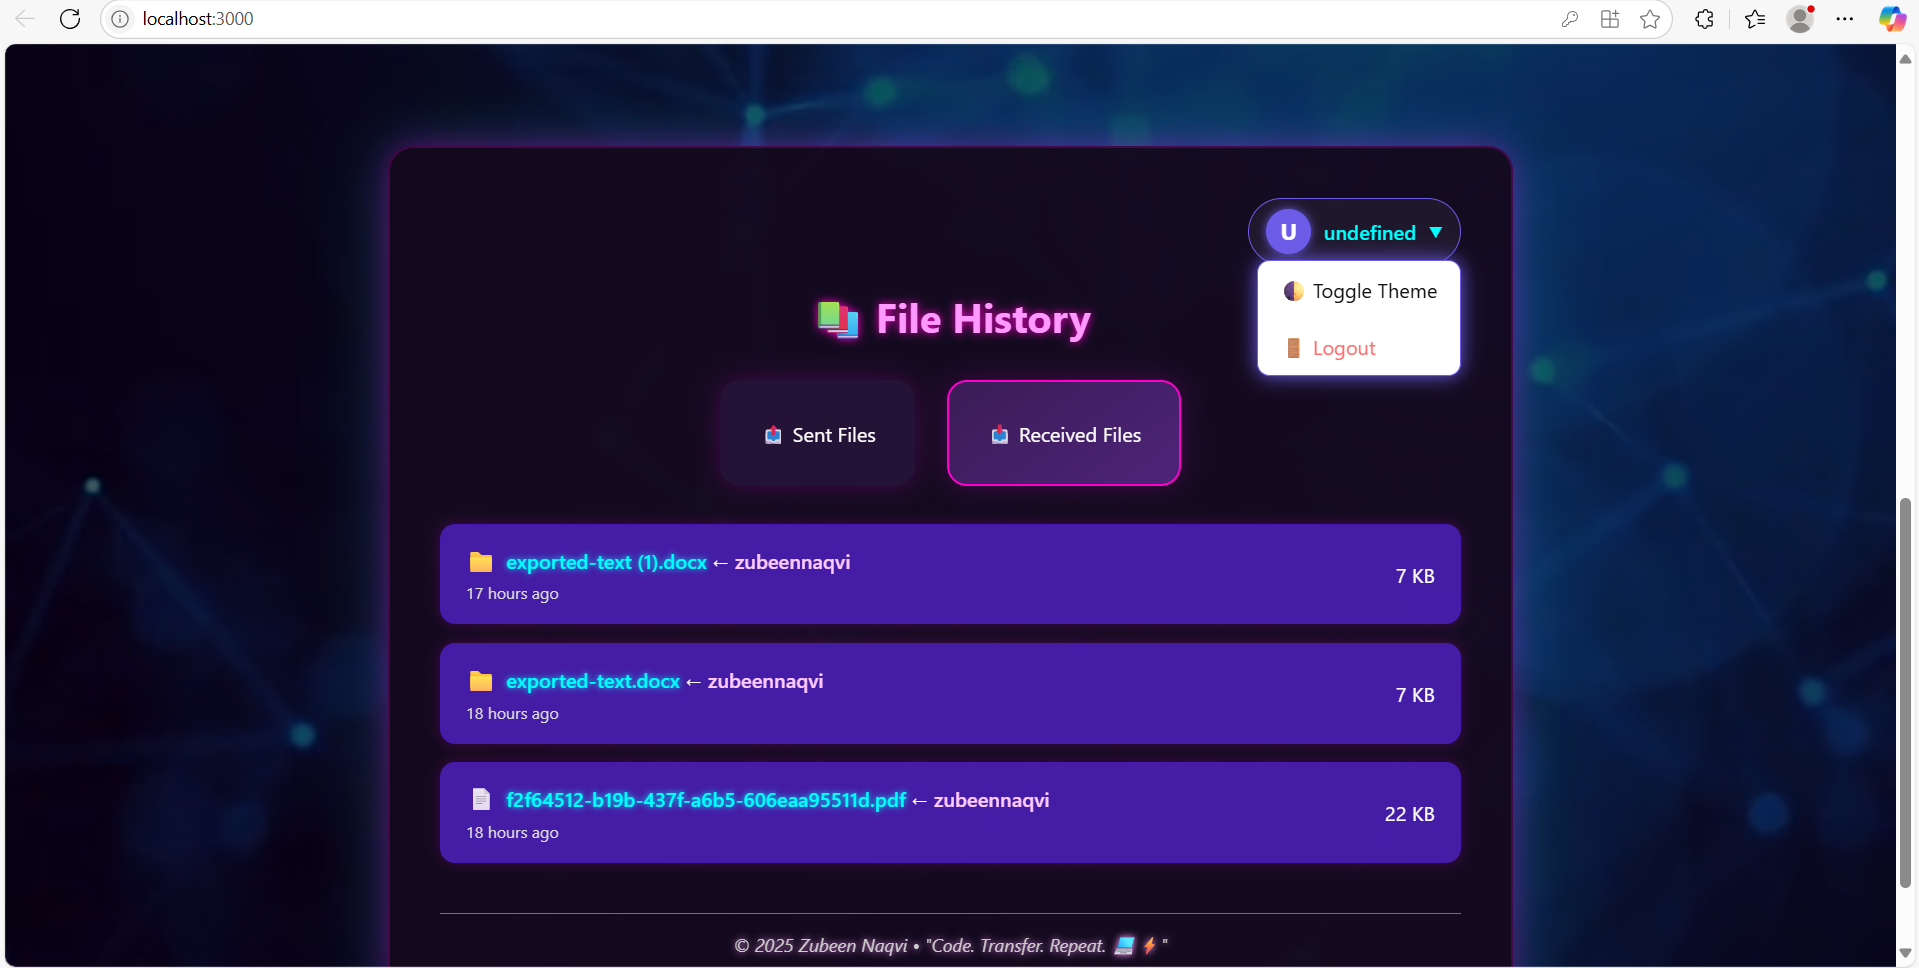 localhost:3000
U undefined ▼
Toggle Theme
Logout
File History
Sent Files
Received Files
exported-text (1).docx ← zubeennaqvi
17 hours ago
7 KB
exported-text.docx ← zubeennaqvi
18 hours ago
7 KB
f2f64512-b19b-437f-a6b5-606eaa95511d.pdf ← zubeennaqvi
18 hours ago
22 KB
© 2025 Zubeen Naqvi • "Code. Transfer. Repeat. 💻⚡"